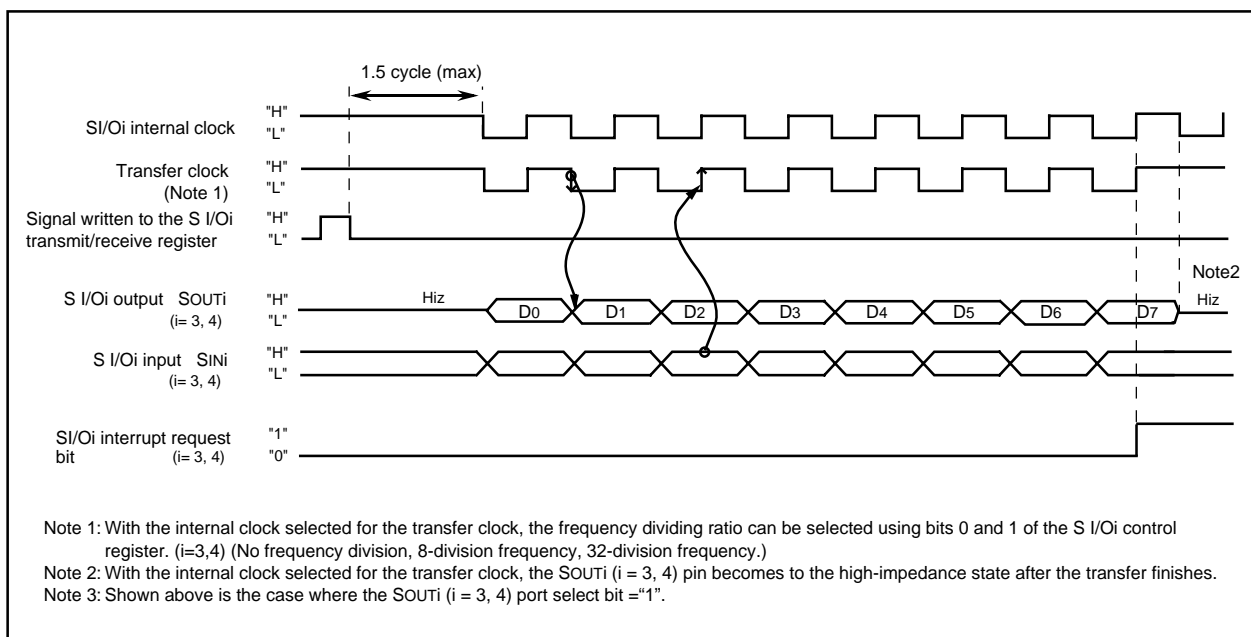 1.5 cycle (max)
SI/Oi internal clock
"H"
"L"
Transfer clock
(Note 1)
"H"
"L"
Signal written to the S I/Oi
transmit/receive register
"H"
"L"
Note2
S I/Oi output SOUTi
(i= 3, 4)
"H"
"L"
Hiz
D0
D1
D2
D3
D4
D5
D6
D7
Hiz
S I/Oi input SINi
(i= 3, 4)
"H"
"L"
SI/Oi interrupt request
bit (i= 3, 4)
"1"
"0"
Note 1: With the internal clock selected for the transfer clock, the frequency dividing ratio can be selected using bits 0 and 1 of the S I/Oi control
register. (i=3,4) (No frequency division, 8-division frequency, 32-division frequency.)
Note 2: With the internal clock selected for the transfer clock, the SOUTi (i = 3, 4) pin becomes to the high-impedance state after the transfer finishes.
Note 3: Shown above is the case where the SOUTi (i = 3, 4) port select bit =“1”.